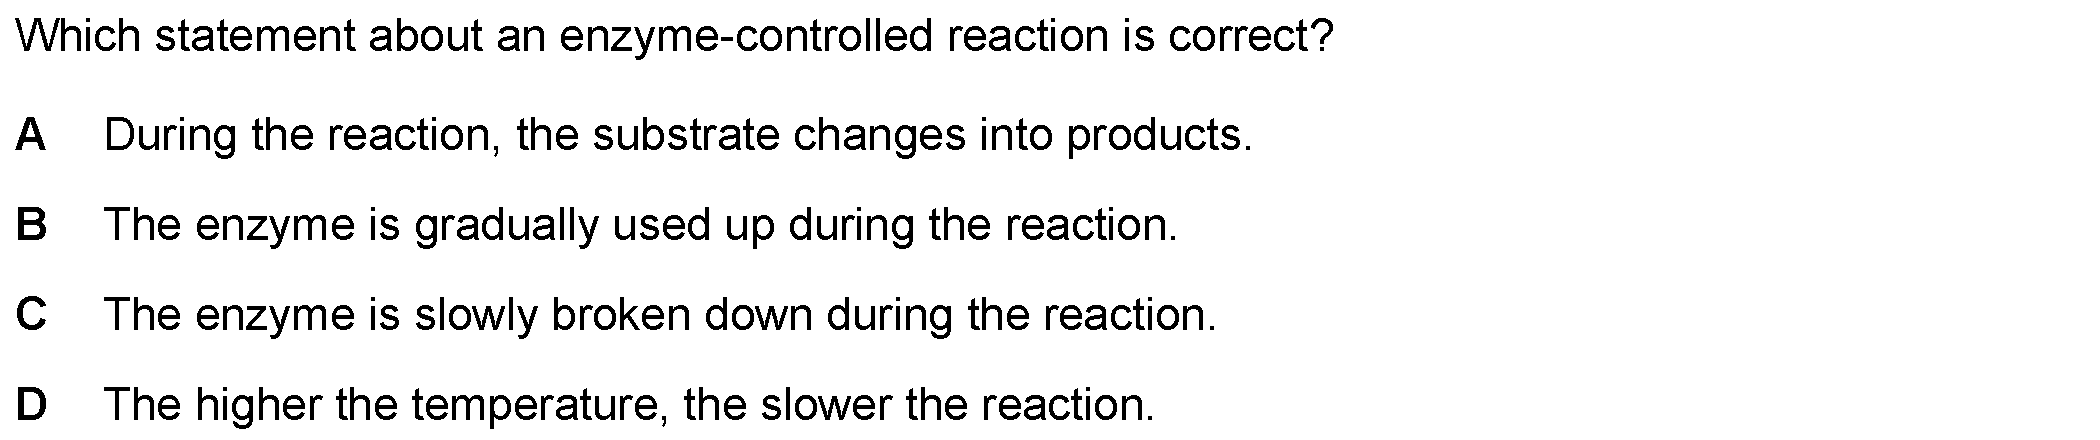 Which statement about an enzyme-controlled reaction is correct?
A During the reaction, the substrate changes into products.
B The enzyme is gradually used up during the reaction.
C The enzyme is slowly broken down during the reaction.
D The higher the temperature, the slower the reaction.